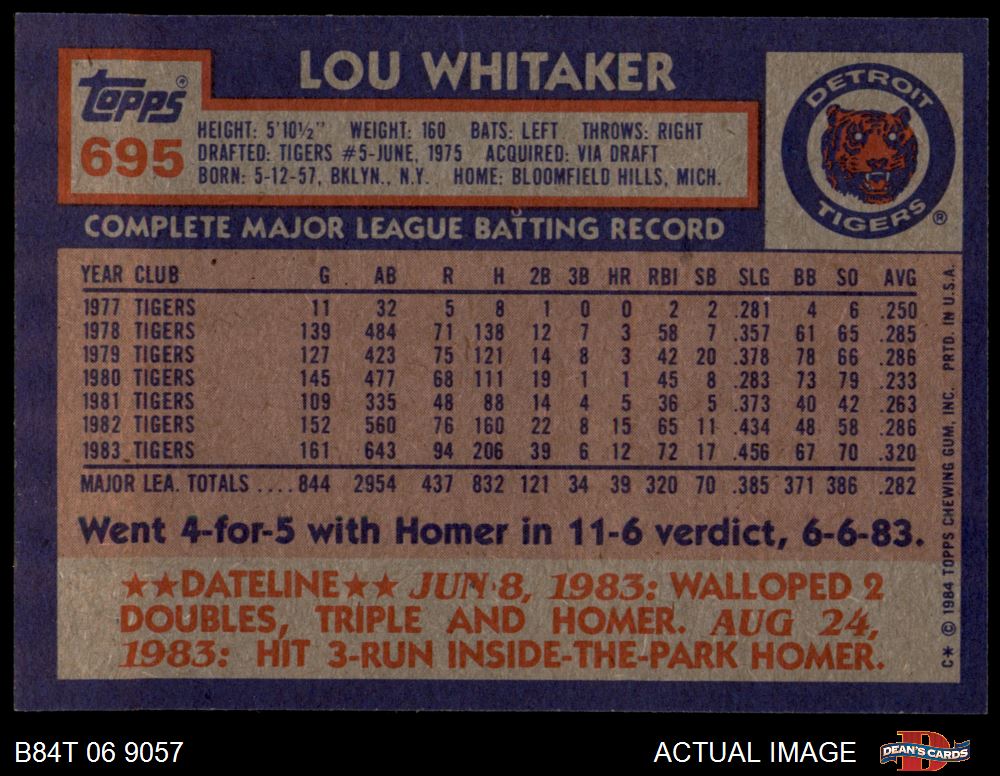 LOU WHITAKER
Topps®
695
HEIGHT: 5'10½" WEIGHT: 160 BATS: LEFT THROWS: RIGHT
DRAFTED: TIGERS #5-JUNE, 1975 ACQUIRED: VIA DRAFT
BORN: 5-12-57, BKLYN., N.Y. HOME: BLOOMFIELD HILLS, MICH.
DETROIT
TIGERS®
COMPLETE MAJOR LEAGUE BATTING RECORD
YEAR CLUB G AB R H 2B 3B HR RBI SB SLG BB SO AVG
1977 TIGERS 11 32 5 8 1 0 0 2 2 .281 4 6 .250
1978 TIGERS 139 484 71 138 12 7 3 58 7 .357 61 65 .285
1979 TIGERS 127 423 75 121 14 8 3 42 20 .378 78 66 .286
1980 TIGERS 145 477 68 111 19 1 1 45 8 .283 73 79 .233
1981 TIGERS 109 335 48 88 14 4 5 36 5 .373 40 42 .263
1982 TIGERS 152 560 76 160 22 8 15 65 11 .434 48 58 .286
1983 TIGERS 161 643 94 206 39 6 12 72 17 .456 67 70 .320
MAJOR LEA. TOTALS ....844 2954 437 832 121 34 39 320 70 .385 371 386 .282
Went 4-for-5 with Homer in 11-6 verdict, 6-6-83.
★★DATELINE★★ JUN 8, 1983: WALLOPED 2
DOUBLES, TRIPLE AND HOMER. AUG 24,
1983: HIT 3-RUN INSIDE-THE-PARK HOMER.
C* © 1984 TOPPS CHEWING GUM, INC. PRTD. IN U.S.A.
B84T 06 9057
ACTUAL IMAGE
DEAN'S CARDS